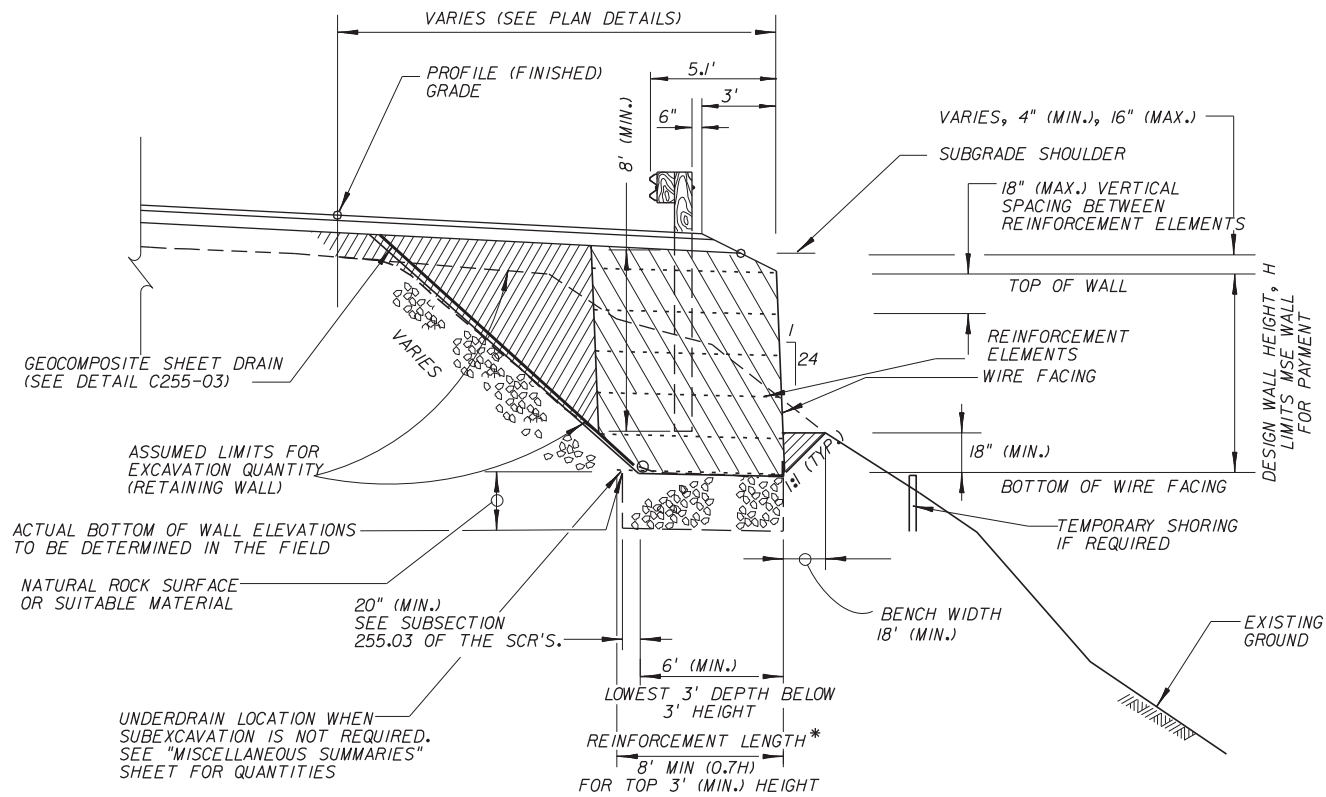 VARIES (SEE PLAN DETAILS)
PROFILE (FINISHED)
GRADE
5.1'
3'
6"
8' (MIN.)
VARIES, 4" (MIN.), 16" (MAX.)
SUBGRADE SHOULDER
18" (MAX.) VERTICAL
SPACING BETWEEN
REINFORCEMENT ELEMENTS
TOP OF WALL
DESIGN WALL HEIGHT, H
LIMITS MSE WALL
FOR PAYMENT
1
24
REINFORCEMENT
ELEMENTS
WIRE FACING
VARIES
GEOCOMPOSITE SHEET DRAIN
(SEE DETAIL C255-03)
ASSUMED LIMITS FOR
EXCAVATION QUANTITY
(RETAINING WALL)
1:1 (TYP.)
18" (MIN.)
BOTTOM OF WIRE FACING
ACTUAL BOTTOM OF WALL ELEVATIONS
TO BE DETERMINED IN THE FIELD
TEMPORARY SHORING
IF REQUIRED
NATURAL ROCK SURFACE
OR SUITABLE MATERIAL
20" (MIN.)
SEE SUBSECTION
255.03 OF THE SCR'S.
BENCH WIDTH
18' (MIN.)
EXISTING
GROUND
6' (MIN.)
LOWEST 3' DEPTH BELOW
3' HEIGHT
UNDERDRAIN LOCATION WHEN
SUBEXCAVATION IS NOT REQUIRED.
SEE "MISCELLANEOUS SUMMARIES"
SHEET FOR QUANTITIES
REINFORCEMENT LENGTH*
8' MIN (0.7H)
FOR TOP 3' (MIN.) HEIGHT